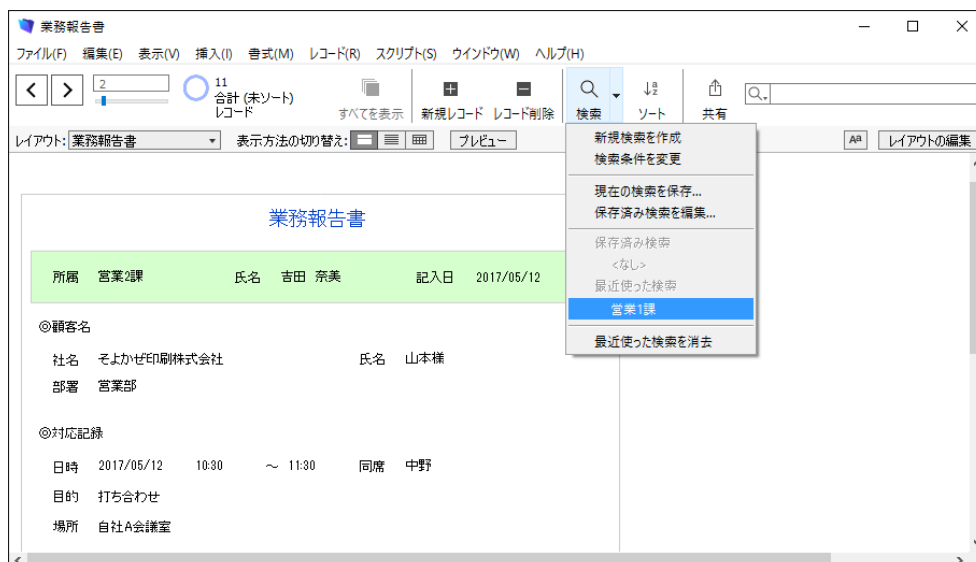 業務報告書
ファイル(F) 編集(E) 表示(V) 挿入(I) 書式(M) レコード(R) スクリプト(S) ウインドウ(W) ヘルプ(H)
2
11
合計 (未ソート)
レコード
すべてを表示 新規レコード レコード削除 検索 ソート 共有
レイアウト: 業務報告書 表示方法の切り替え: プレビュー Aa レイアウトの編集
新規検索を作成
検索条件を変更
現在の検索を保存...
保存済み検索を編集...
保存済み検索
<なし>
最近使った検索
営業1課
最近使った検索を消去
業務報告書
所属 営業2課 氏名 吉田 奈美 記入日 2017/05/12
◎顧客名
社名 そよかぜ印刷株式会社 氏名 山本様
部署 営業部
◎対応記録
日時 2017/05/12 10:30 ～ 11:30 同席 中野
目的 打ち合わせ
場所 自社A会議室